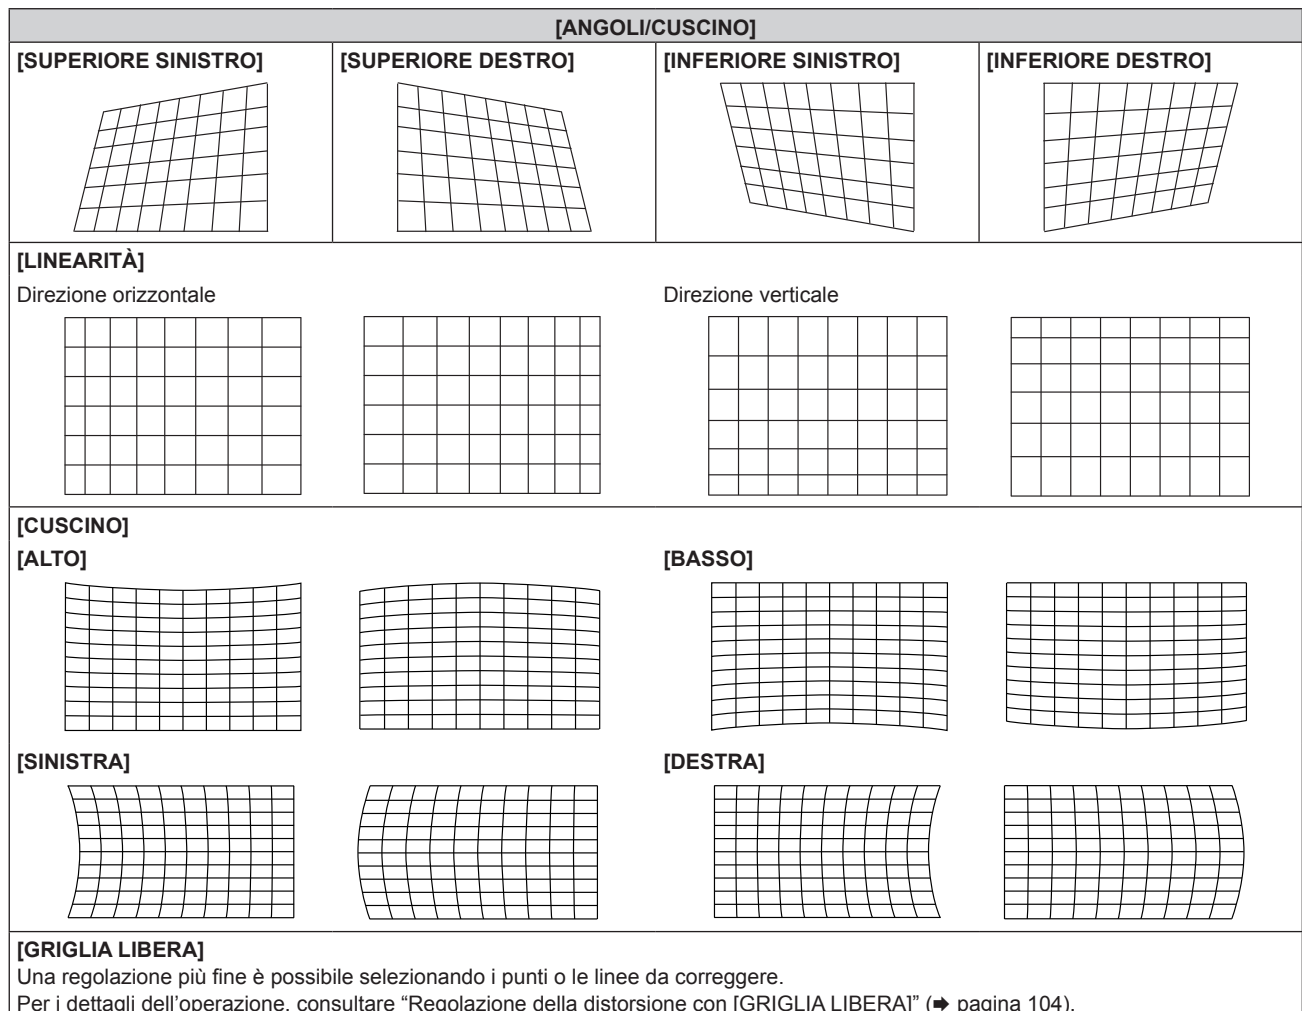 [ANGOLI/CUSCINO]
[SUPERIORE SINISTRO]
[SUPERIORE DESTRO]
[INFERIORE SINISTRO]
[INFERIORE DESTRO]
[LINEARITÀ]
Direzione orizzontale
Direzione verticale
[CUSCINO]
[ALTO]
[BASSO]
[SINISTRA]
[DESTRA]
[GRIGLIA LIBERA]
Una regolazione più fine è possibile selezionando i punti o le linee da correggere.
Per i dettagli dell’operazione, consultare “Regolazione della distorsione con [GRIGLIA LIBERA]” (➡ pagina 104).